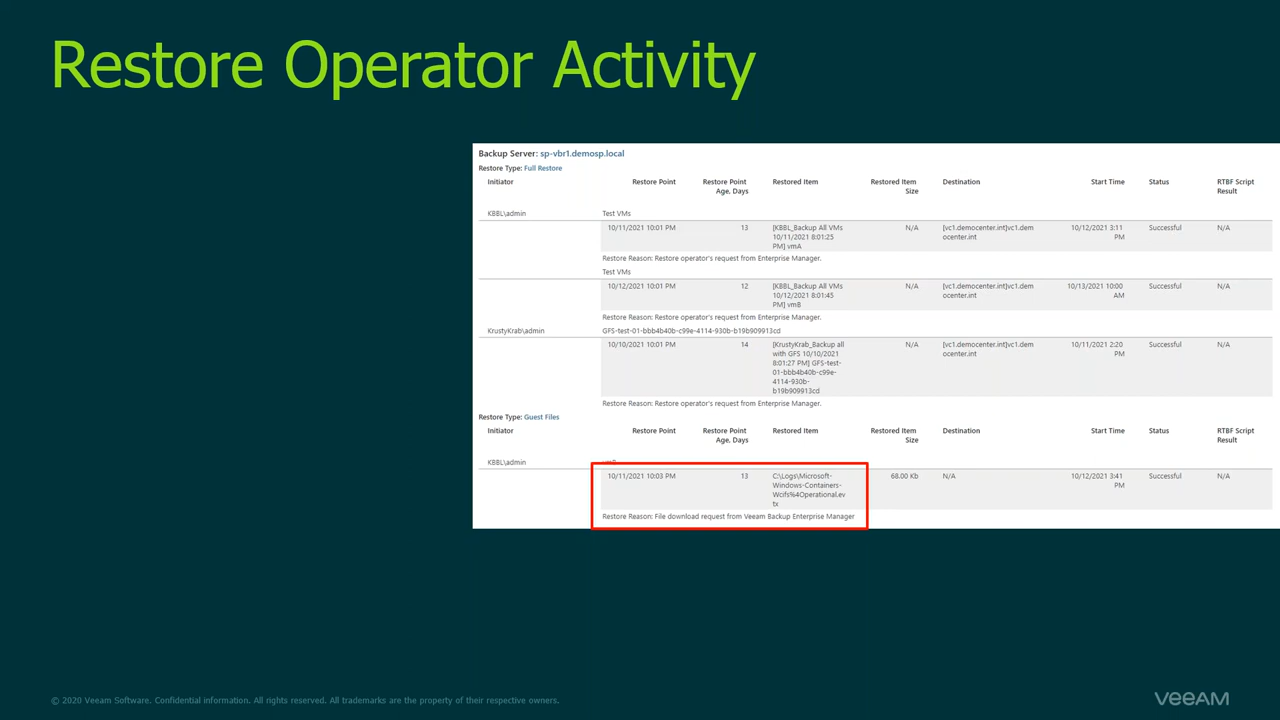 Restore Operator Activity
Backup Server: sp-vbr1.demosp.local
Restore Type: Full Restore
Initiator Restore Point Restore Point Restored Item Restored Item Destination Start Time Status RTBF Script
Age, Days Size Result
KBBL\admin Test VMs
10/11/2021 10:01 PM 13 [KBBL_Backup All VMs N/A [vc1.democenter.int]vc1.dem 10/12/2021 3:11 Successful N/A
10/11/2021 8:01:25 ocenter.int PM
PM] vmA
Restore Reason: Restore operator's request from Enterprise Manager.
Test VMs
10/12/2021 10:01 PM 12 [KBBL_Backup All VMs N/A [vc1.democenter.int]vc1.dem 10/13/2021 10:00 Successful N/A
10/12/2021 8:01:45 ocenter.int AM
PM] vmB
Restore Reason: Restore operator's request from Enterprise Manager.
KrustyKrab\admin GFS-test-01-bbb4b40b-c99e-4114-930b-b19b909913cd
10/10/2021 10:01 PM 14 [KrustyKrab_Backup all N/A [vc1.democenter.int]vc1.dem 10/11/2021 2:20 Successful N/A
with GFS 10/10/2021 ocenter.int PM
8:01:27 PM] GFS-test-
01-bbb4b40b-c99e-
4114-930b-
b19b909913cd
Restore Reason: Restore operator's request from Enterprise Manager.
Restore Type: Guest Files
Initiator Restore Point Restore Point Restored Item Restored Item Destination Start Time Status RTBF Script
Age, Days Size Result
KBBL\admin
10/11/2021 10:03 PM 13 C:\Logs\Microsoft- 68.00 Kb N/A 10/12/2021 3:41 Successful N/A
Windows-Containers- PM
Wcifs%4Operational.ev
tx
Restore Reason: File download request from Veeam Backup Enterprise Manager
© 2020 Veeam Software. Confidential information. All rights reserved. All trademarks are the property of their respective owners.
veeAM